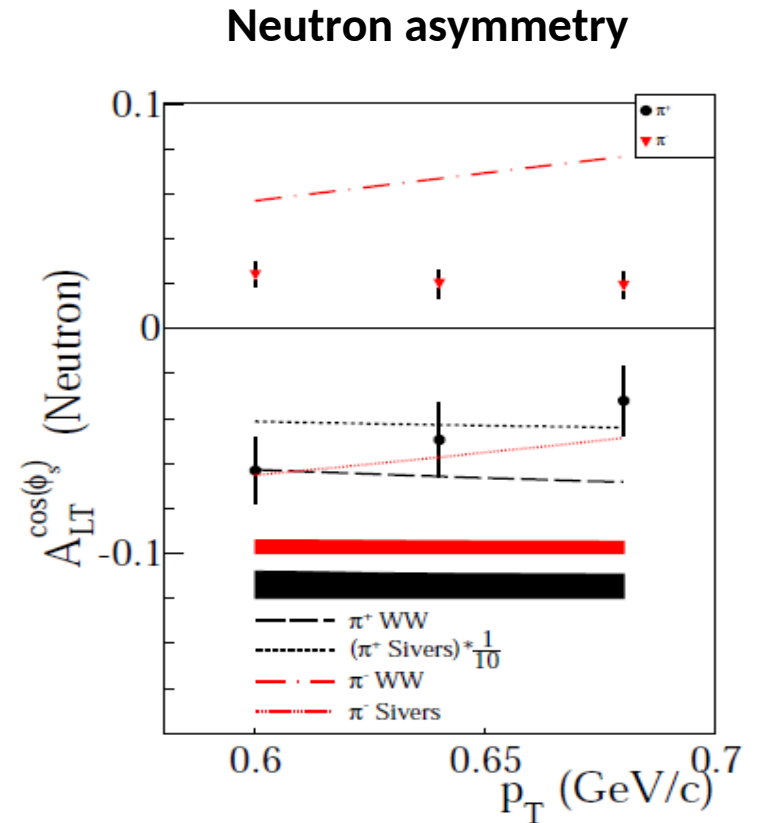 Neutron asymmetry
0.1
π⁺
π⁻
0
-0.1
A_LT^cos(ϕ_s) (Neutron)
π⁺ WW
(π⁺ Sivers)*1/10
π⁻ WW
π⁻ Sivers
0.6 0.65 0.7
p_T (GeV/c)